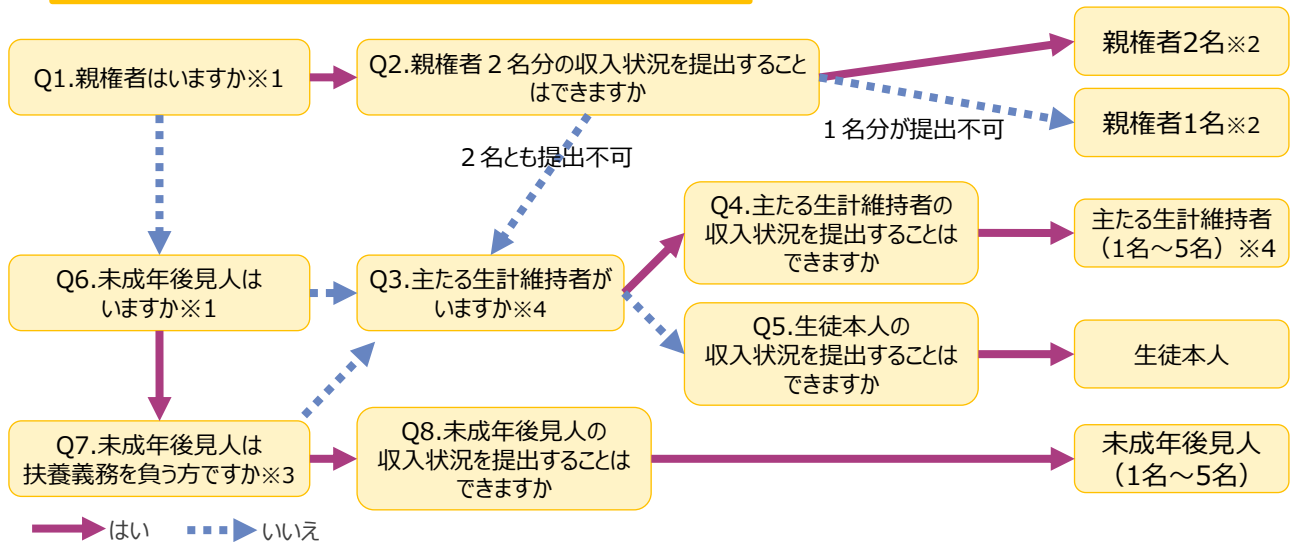 Q1.親権者はいますか※1
Q2.親権者２名分の収入状況を提出すること
はできますか
親権者2名※2
親権者1名※2
１名分が提出不可
２名とも提出不可
Q4.主たる生計維持者の
収入状況を提出することは
できますか
主たる生計維持者
（1名～5名）※4
Q6.未成年後見人は
いますか※1
Q3.主たる生計維持者が
いますか※4
Q5.生徒本人の
収入状況を提出することは
できますか
生徒本人
Q7.未成年後見人は
扶養義務を負う方ですか※3
Q8.未成年後見人の
収入状況を提出することは
できますか
未成年後見人
（1名～5名）
はい
いいえ